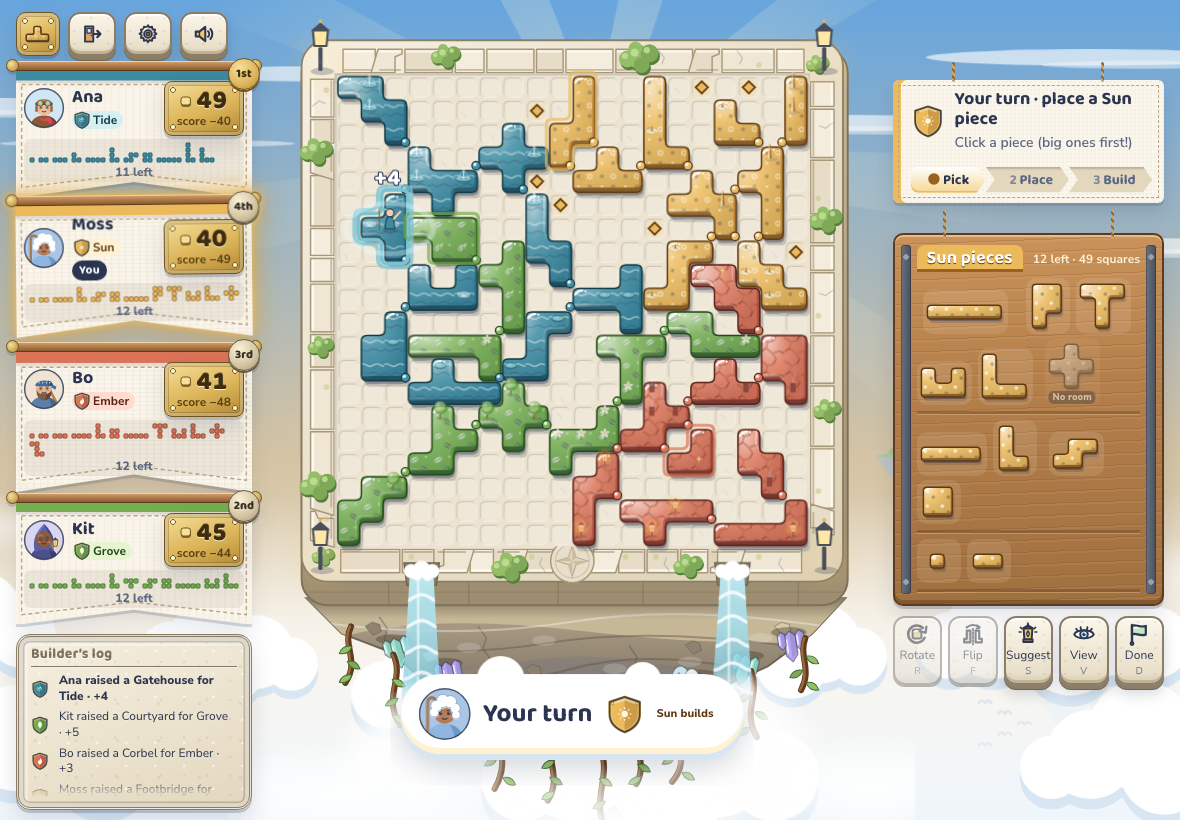 1st
Ana
Tide
49
score −40
11 left
4th
Moss
Sun
You
40
score −49
12 left
3rd
Bo
Ember
41
score −48
12 left
2nd
Kit
Grove
45
score −44
12 left
Builder's log
Ana raised a Gatehouse for
Tide · +4
Kit raised a Courtyard for Grove
· +5
Bo raised a Corbel for Ember ·
+3
Moss raised a Footbridge for
+4
Your turn
Sun builds
Your turn · place a Sun
piece
Click a piece (big ones first!)
Pick
2 Place
3 Build
Sun pieces
12 left · 49 squares
No room
Rotate
R
Flip
F
Suggest
S
View
V
Done
D